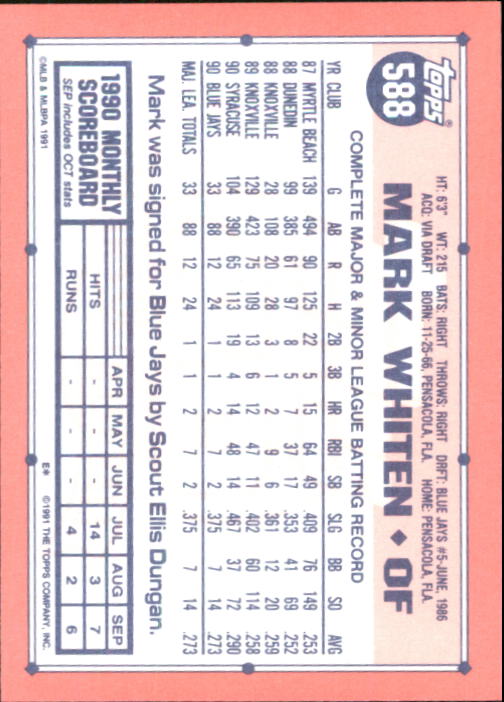 topps®
588
HT: 6'3" WT: 215 BATS: RIGHT THROWS: RIGHT DRFT: BLUE JAYS #5-JUNE, 1986
ACQ: VIA DRAFT BORN: 11-25-66, PENSACOLA, FLA. HOME: PENSACOLA, FLA.
MARK WHITEN ◆ OF
COMPLETE MAJOR & MINOR LEAGUE BATTING RECORD
YR CLUB G AB R H 2B 3B HR RBI SB SLG BB SO AVG
87 MYRTLE BEACH 139 494 90 125 22 5 15 64 49 .409 76 149 .253
88 DUNEDIN 99 385 61 97 8 5 7 37 17 .353 41 69 .252
88 KNOXVILLE 28 108 20 28 3 1 2 9 6 .361 12 20 .259
89 KNOXVILLE 129 423 75 109 13 6 12 47 11 .402 60 114 .258
90 SYRACUSE 104 390 65 113 19 4 14 48 14 .467 37 72 .290
90 BLUE JAYS 33 88 12 24 1 1 2 7 2 .375 7 14 .273
MAJ. LEA. TOTALS 33 88 12 24 1 1 2 7 2 .375 7 14 .273
Mark was signed for Blue Jays by Scout Ellis Dungan.
1990 MONTHLY
SCOREBOARD
SEP includes OCT stats
APR MAY JUN JUL AUG SEP
HITS - - - 14 3 7
RUNS - - - 4 2 6
©MLB & MLBPA 1991 E* ©1991 THE TOPPS COMPANY, INC.